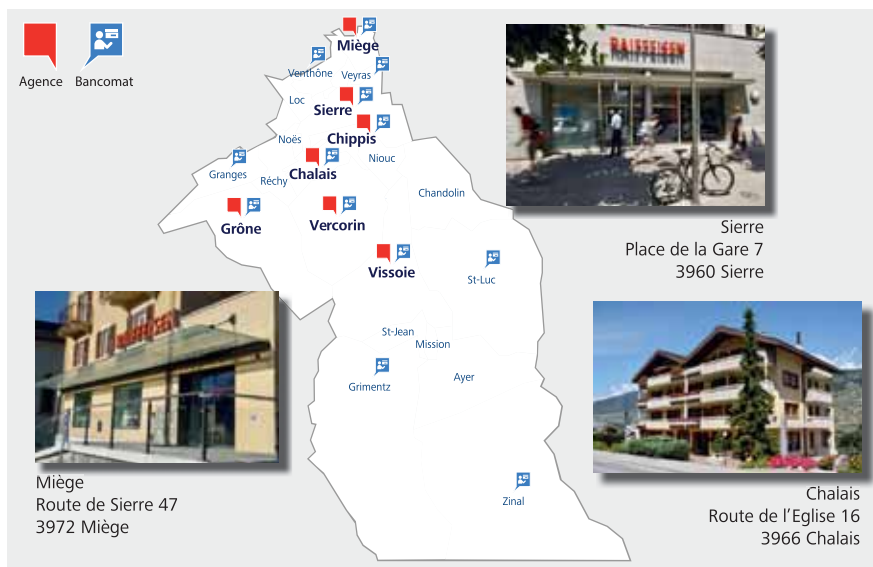 Agence
Bancomat
Miège
Venthône
Veyras
Loc
Sierre
Noës
Chippis
Niouc
Granges
Réchy
Chalais
Chandolin
Grône
Vercorin
Vissoie
St-Luc
St-Jean
Mission
Grimentz
Ayer
Zinal
RAIFFEISEN
Sierre
Place de la Gare 7
3960 Sierre
RAIFFEISEN
Miège
Route de Sierre 47
3972 Miège
Chalais
Route de l'Eglise 16
3966 Chalais